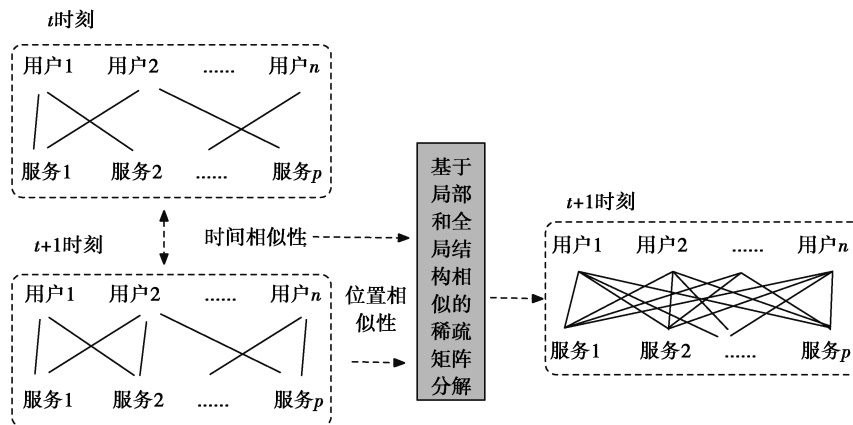 t时刻
用户1 用户2 ...... 用户n
服务1 服务2 ...... 服务p
时间相似性
t+1时刻
用户1 用户2 ...... 用户n
服务1 服务2 ...... 服务p
位置相
似性
基于
局部
和全
局结
构相
似的
稀疏
矩阵
分解
t+1时刻
用户1 用户2 ...... 用户n
服务1 服务2 ...... 服务p